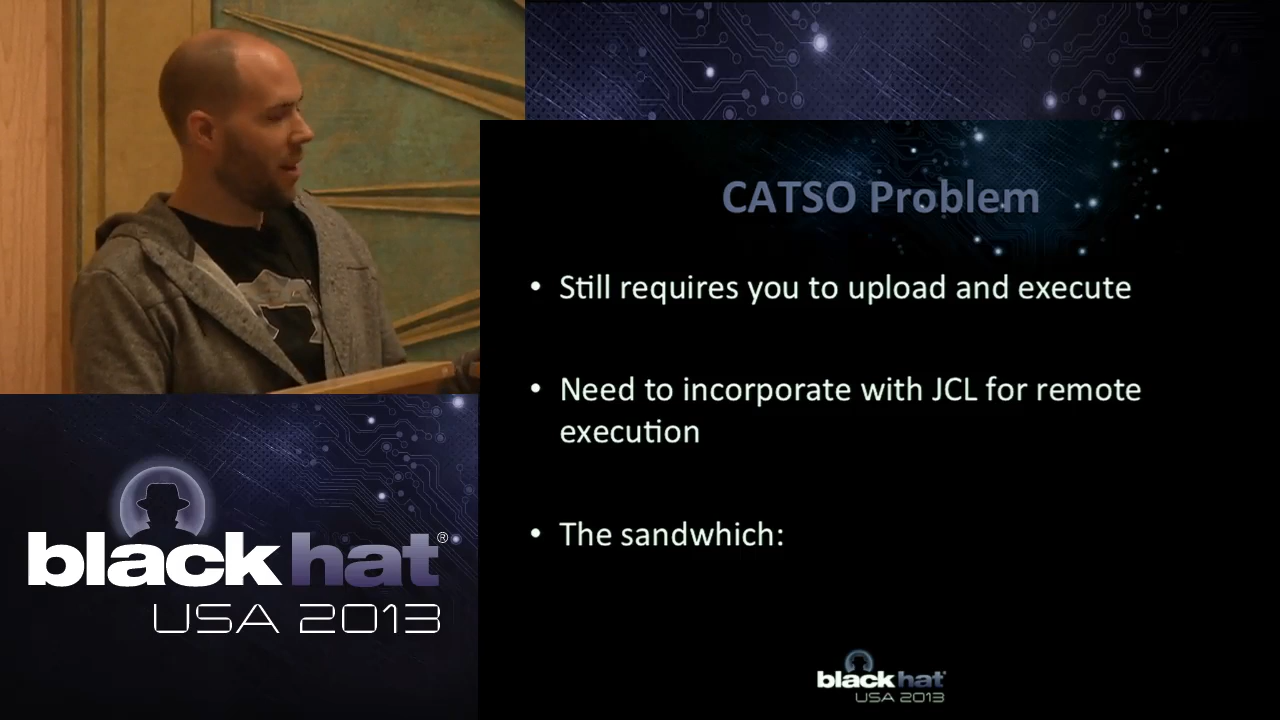 CATSO Problem
• Still requires you to upload and execute
• Need to incorporate with JCL for remote
execution
• The sandwhich:
black hat®
USA 2013
black hat
USA 2013